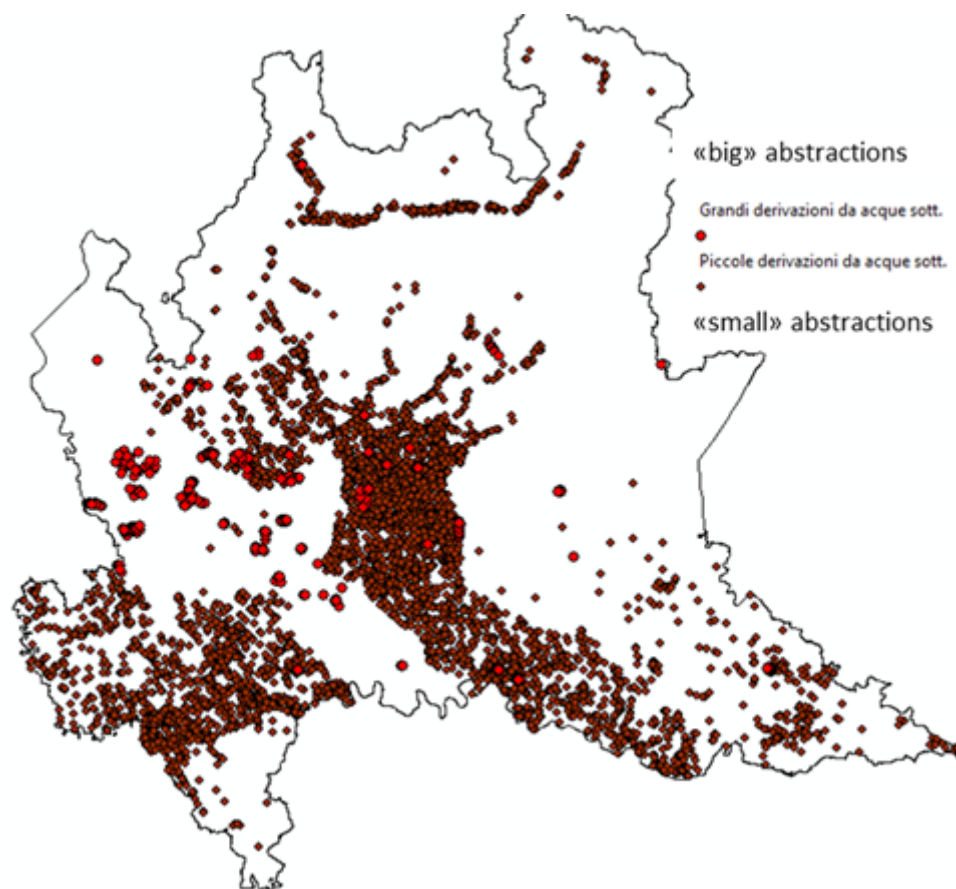 «big» abstractions
Grandi derivazioni da acque sott.
Piccole derivazioni da acque sott.
«small» abstractions